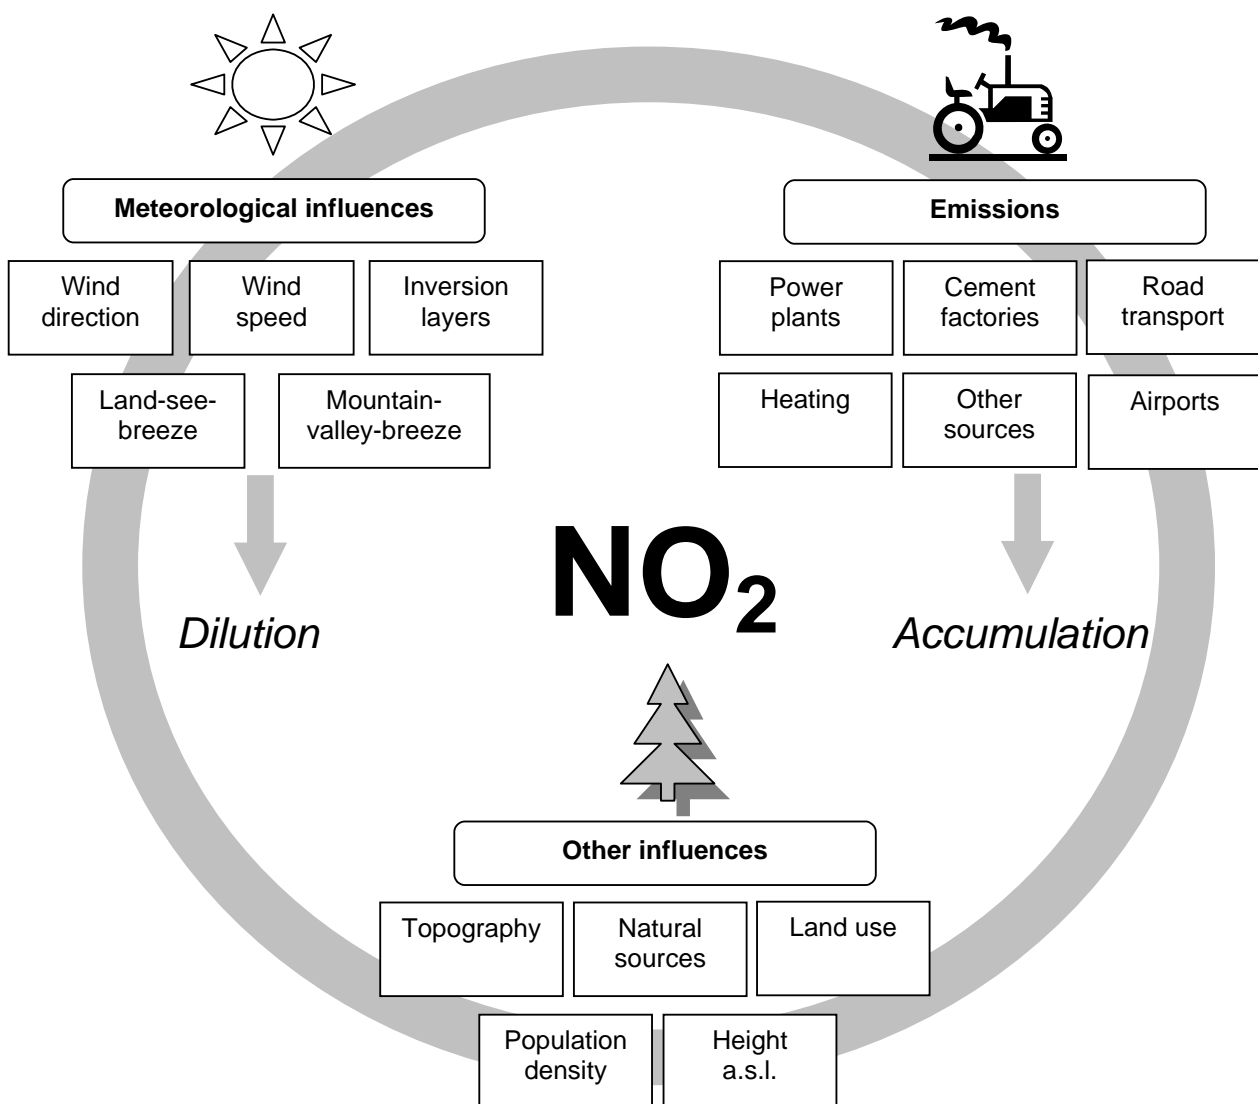 Meteorological influences
Wind
direction
Wind
speed
Inversion
layers
Land-see-
breeze
Mountain-
valley-breeze
Dilution
Emissions
Power
plants
Cement
factories
Road
transport
Heating
Other
sources
Airports
Accumulation
NO₂
Other influences
Topography
Natural
sources
Land use
Population
density
Height
a.s.l.